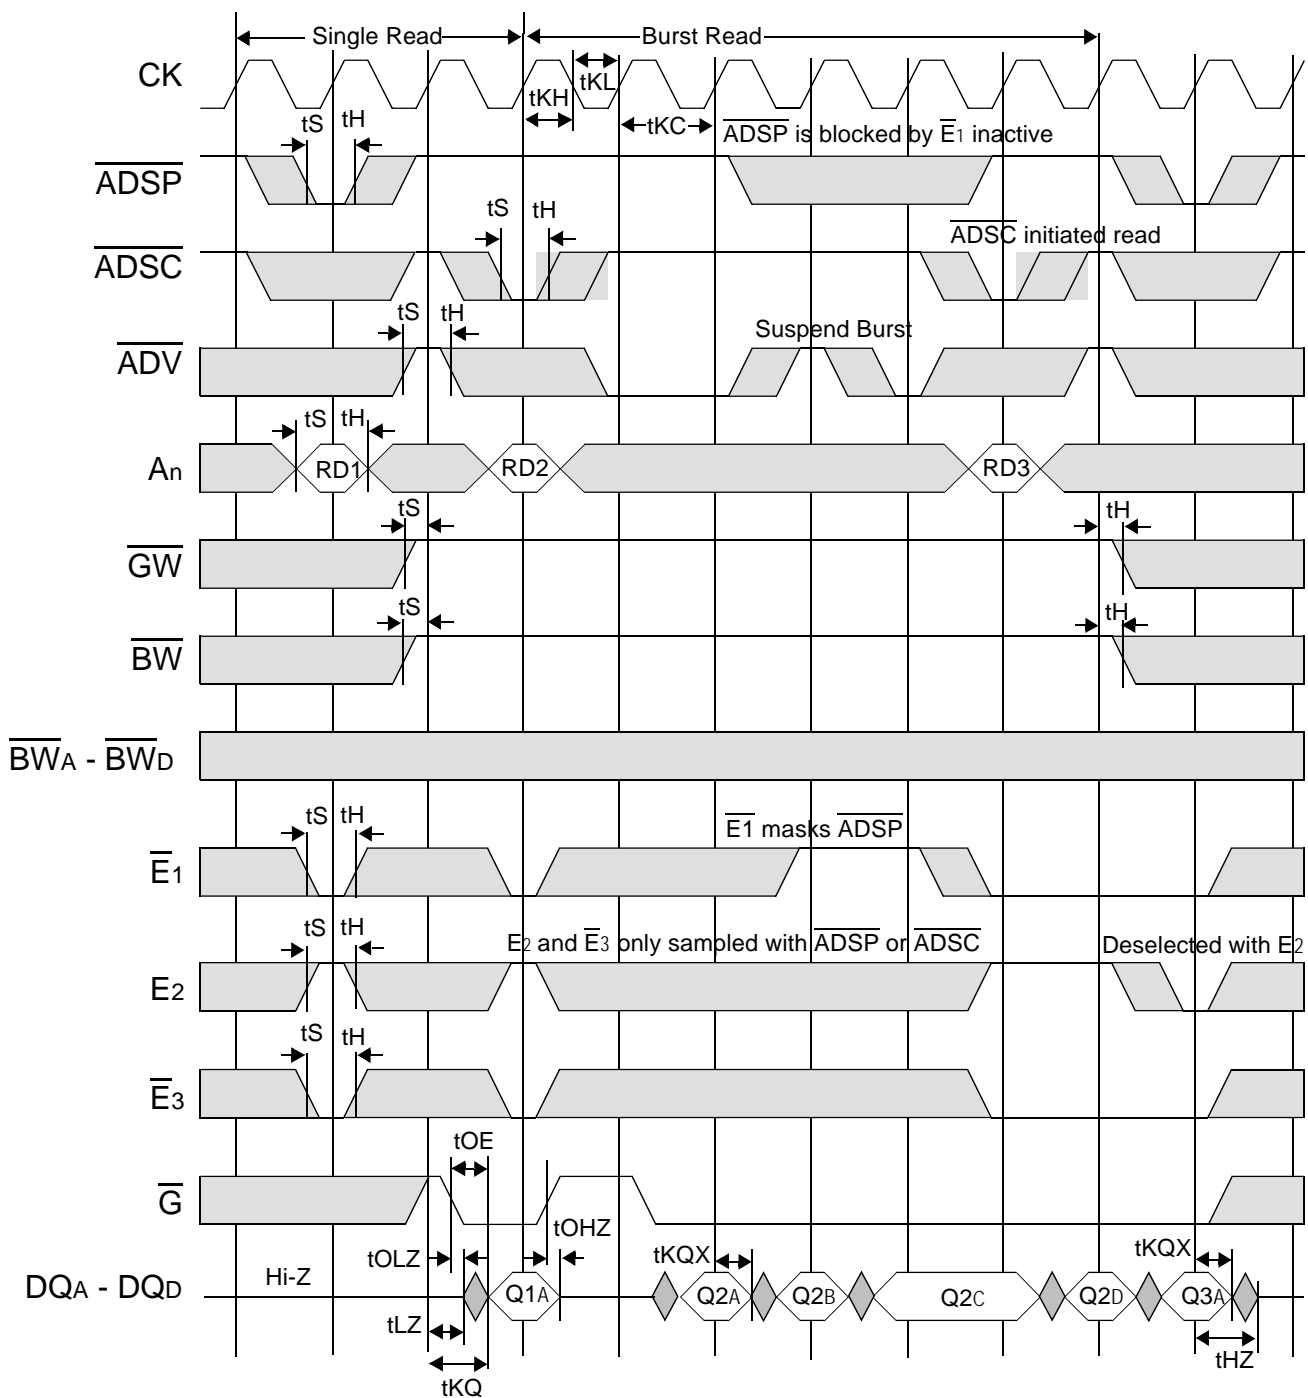 Single Read Burst Read
CK
tKH tKL
tKC
tS tH
ADSP is blocked by E1 inactive
ADSP
tS tH
ADSC initiated read
ADSC
tS tH
Suspend Burst
ADV
tS tH
An RD1 RD2 RD3
tS tH
GW
tS tH
BW
BWA - BWD
E1 masks ADSP
tS tH
E1
tS tH
E2 and E3 only sampled with ADSP or ADSC
Deselected with E2
E2
tS tH
E3
tOE
G
tOHZ
tOLZ tKQX tKQX
Hi-Z
DQA - DQD Q1A Q2A Q2B Q2C Q2D Q3A
tLZ tHZ
tKQ